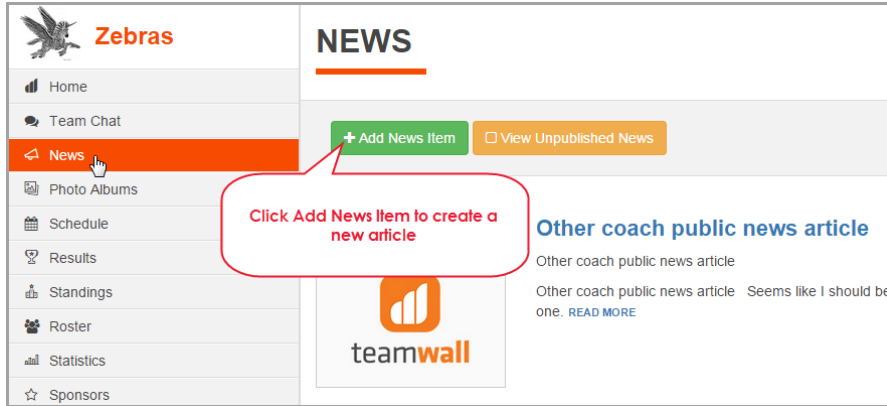 Zebras
Home
Team Chat
News
Photo Albums
Schedule
Results
Standings
Roster
Statistics
Sponsors
NEWS
Add News Item
View Unpublished News
Click Add News Item to create a
new article
teamwall
Other coach public news article
Other coach public news article
Other coach public news article Seems like I should be
one. READ MORE